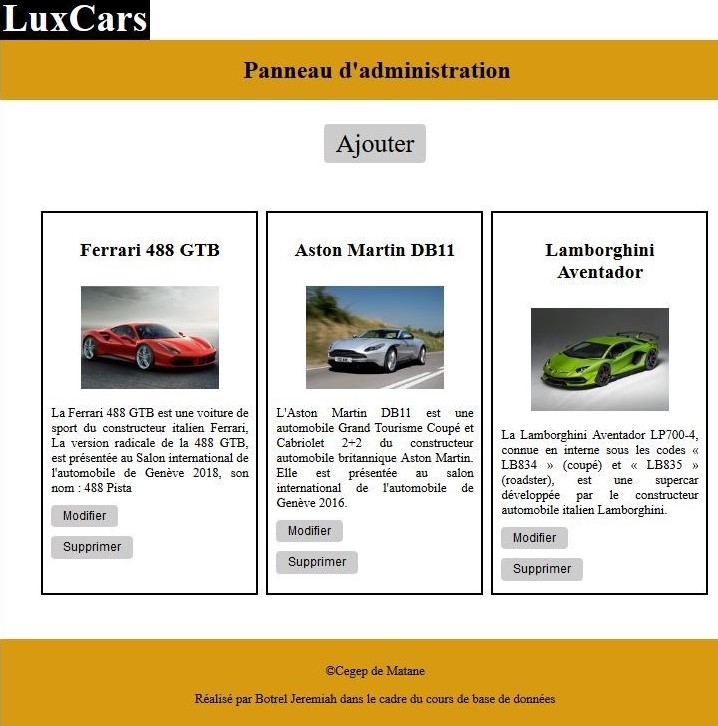 LuxCars
Panneau d'administration
Ajouter
Ferrari 488 GTB
La Ferrari 488 GTB est une voiture de
sport du constructeur italien Ferrari,
La version radicale de la 488 GTB,
est présentée au Salon international de
l'automobile de Genève 2018, son
nom : 488 Pista
Modifier
Supprimer
Aston Martin DB11
L'Aston Martin DB11 est une
automobile Grand Tourisme Coupé et
Cabriolet 2+2 du constructeur
automobile britannique Aston Martin.
Elle est présentée au salon
international de l'automobile de
Genève 2016.
Modifier
Supprimer
Lamborghini
Aventador
La Lamborghini Aventador LP700-4,
connue en interne sous les codes «
LB834 » (coupé) et « LB835 »
(roadster), est une supercar
développée par le constructeur
automobile italien Lamborghini.
Modifier
Supprimer
©Cegep de Matane
Réalisé par Botrel Jeremiah dans le cadre du cours de base de données